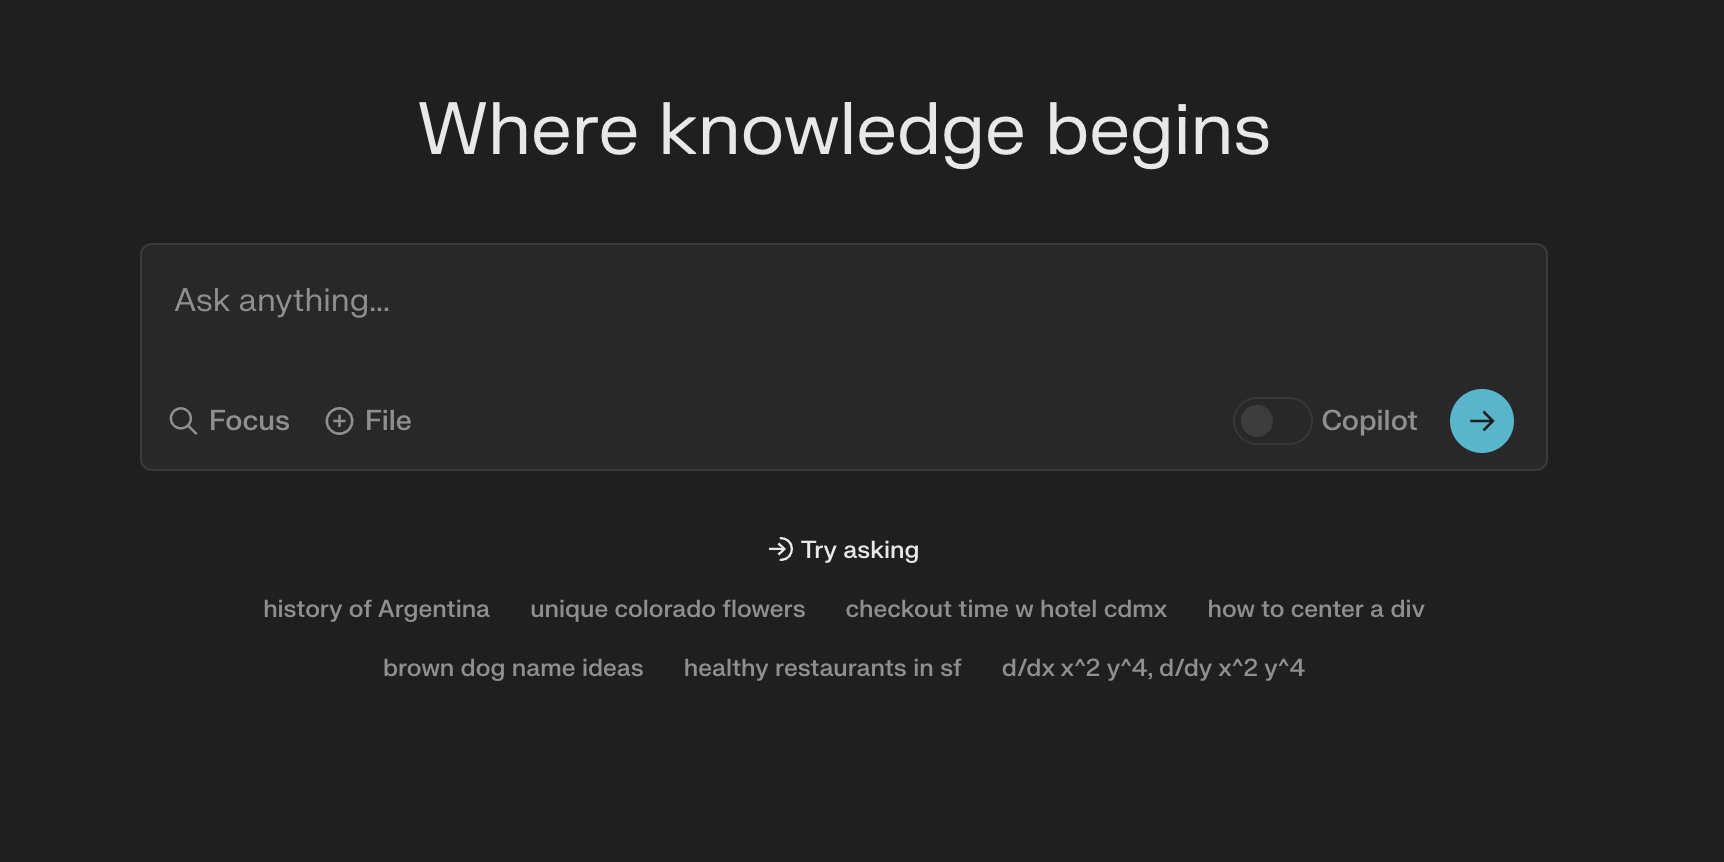 Where knowledge begins
Ask anything...
Focus File Copilot
Try asking
history of Argentina unique colorado flowers checkout time w hotel cdmx how to center a div
brown dog name ideas healthy restaurants in sf d/dx x^2 y^4, d/dy x^2 y^4